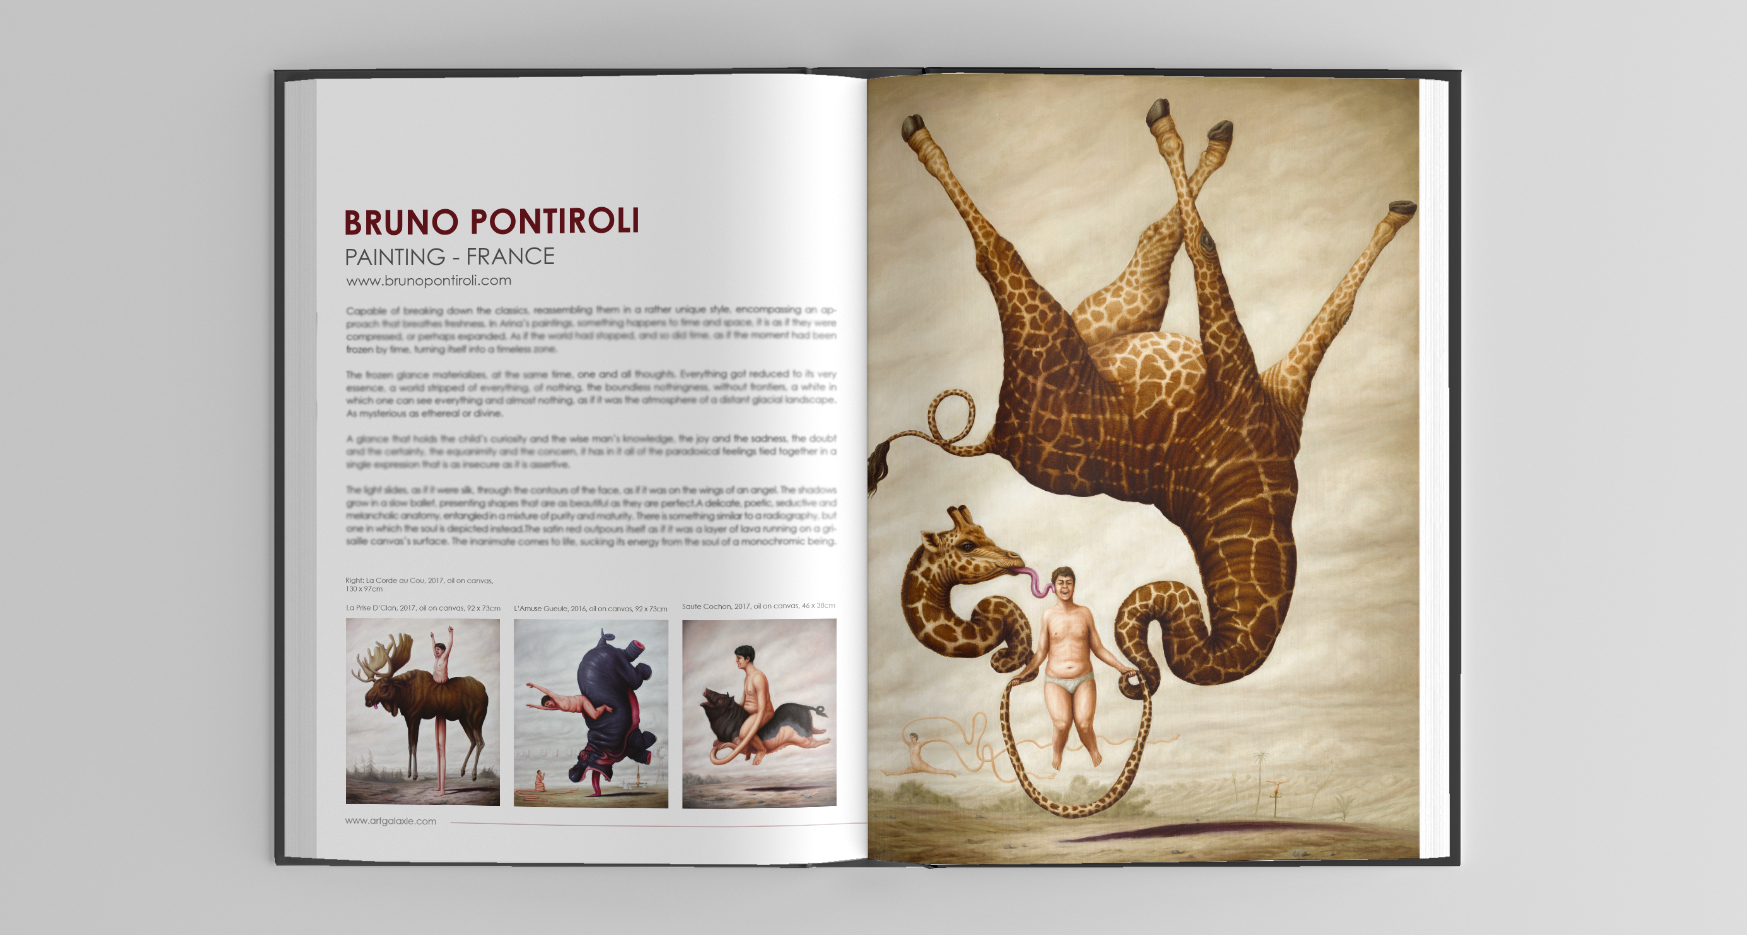 BRUNO PONTIROLI
PAINTING - FRANCE
www.brunopontiroli.com
Capable of breaking down the classics, reassembling them in a rather unique style, encompassing an ap-
proach that breathes freshness. In Arina's paintings, something happens to time and space, it is as if they were
compressed, or perhaps expanded. As if the world had stopped, and so did time, as if the moment had been
frozen by time, turning itself into a timeless zone.
The frozen glance materializes, at the same time, one and all thoughts. Everything got reduced to its very
essence, a world stripped of everything, of nothing, the boundless nothingness, without frontiers, a white in
which one can see everything and almost nothing, as if it was the atmosphere of a distant glacial landscape.
As mysterious as ethereal or divine.
A glance that holds the child's curiosity and the wise man's knowledge, the joy and the sadness, the doubt
and the certainty, the equanimity and the concern, it has in it all of the paradoxical feelings tied together in a
single expression that is as insecure as it is assertive.
The light slides, as if it were silk, through the contours of the face, as if it was on the wings of an angel. The shadows
grow in a slow ballet, presenting shapes that are as beautiful as they are perfect.A delicate, poetic, seductive and
melancholic anatomy, entangled in a mixture of purity and maturity. There is something similar to a radiography, but
one in which the soul is depicted instead.The satin red outpours itself as if it was a layer of lava running on a gri-
saille canvas's surface. The inanimate comes to life, sucking its energy from the soul of a monochromic being.
Right: La Corde au Cou, 2017, oil on canvas,
130 x 97cm
La Prise D'Elan, 2017, oil on canvas, 92 x 73cm
L'Amuse Gueule, 2016, oil on canvas, 92 x 73cm
Saute Cochon, 2017, oil on canvas, 46 x 38cm
www.artgalaxie.com